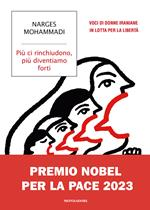 NARGES
MOHAMMADI
Più ci rinchiudono,
più diventiamo
forti
VOCI DI DONNE IRANIANE
IN LOTTA PER LA LIBERTÀ
PREMIO NOBEL
PER LA PACE 2023
MONDADORI